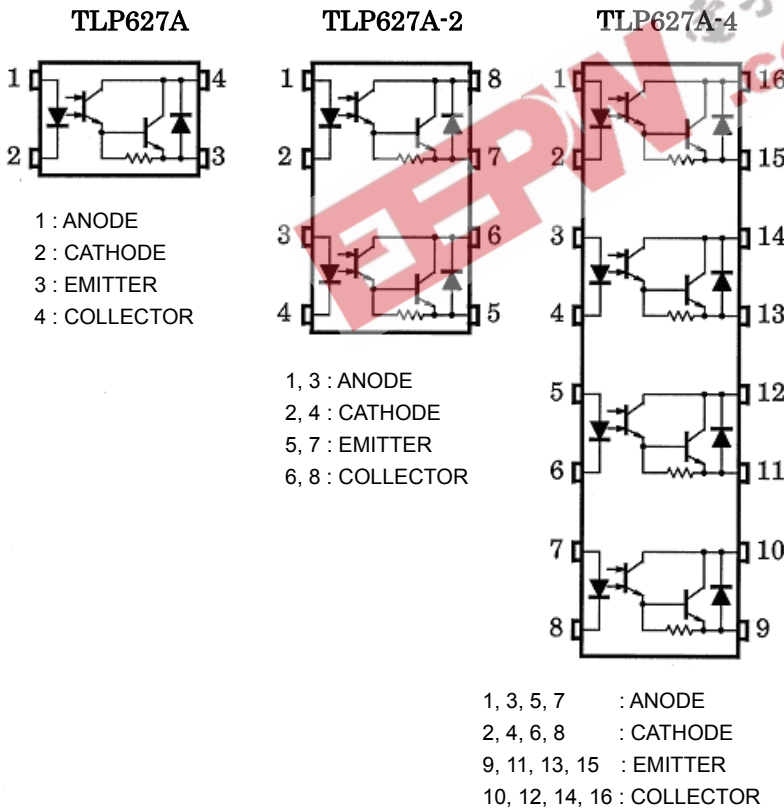 TLP627A TLP627A-2 TLP627A-4
1 4
2 3
1 : ANODE
2 : CATHODE
3 : EMITTER
4 : COLLECTOR
1 8
2 7
3 6
4 5
1, 3 : ANODE
2, 4 : CATHODE
5, 7 : EMITTER
6, 8 : COLLECTOR
1 16
2 15
3 14
4 13
5 12
6 11
7 10
8 9
1, 3, 5, 7 : ANODE
2, 4, 6, 8 : CATHODE
9, 11, 13, 15 : EMITTER
10, 12, 14, 16 : COLLECTOR
EEPW